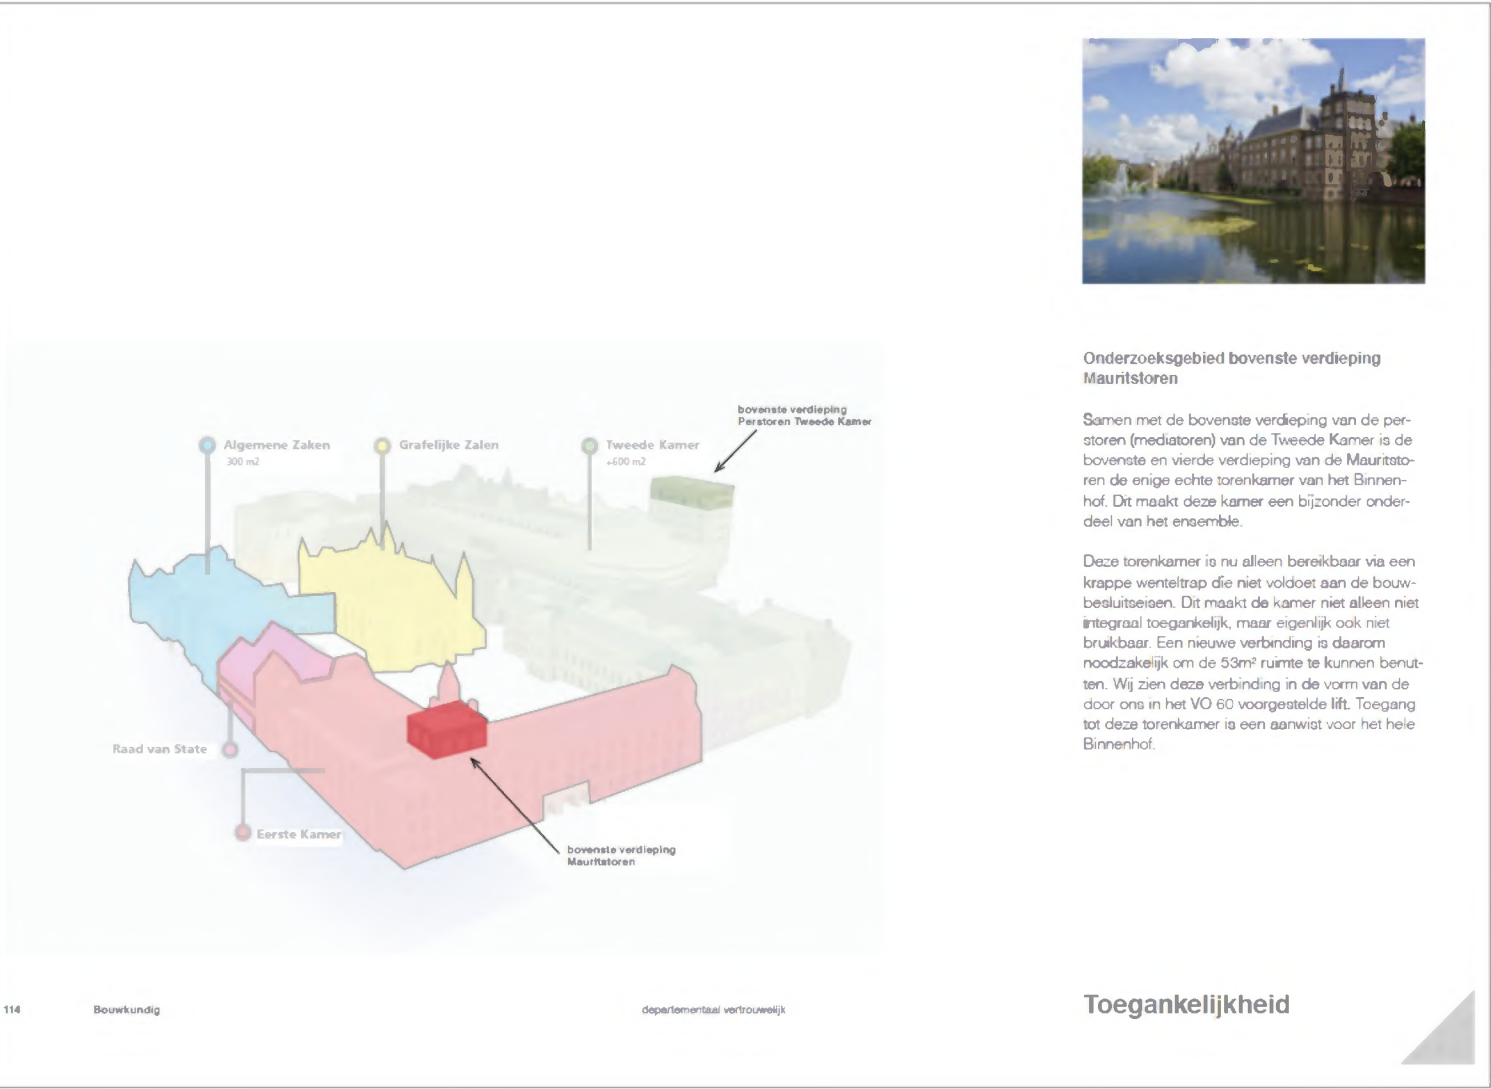 Onderzoeksgebied bovenste verdieping
Mauritstoren
Samen met de bovenste verdieping van de per-
storen (mediatoren) van de Tweede Kamer is de
bovenste en vierde verdieping van de Mauritsto-
ren de enige echte torenkamer van het Binnen-
hof. Dit maakt deze kamer een bijzonder onder-
deel van het ensemble.
Deze torenkamer is nu alleen bereikbaar via een
krappe wenteltrap die niet voldoet aan de bouw-
besluitseisen. Dit maakt de kamer niet alleen niet
integraal toegankelijk, maar eigenlijk ook niet
bruikbaar. Een nieuwe verbinding is daarom
noodzakelijk om de 53m² ruimte te kunnen benut-
ten. Wij zien deze verbinding in de vorm van de
door ons in het VO 60 voorgestelde lift. Toegang
tot deze torenkamer is een aanwist voor het hele
Binnenhof.
bovenste verdieping
Perstoren Tweede Kamer
Algemene Zaken
300 m2
Grafelijke Zalen
Tweede Kamer
+600 m2
Raad van State
Eerste Kamer
bovenste verdieping
Mauritstoren
114
Bouwkundig
departementaal vertrouwelijk
Toegankelijkheid